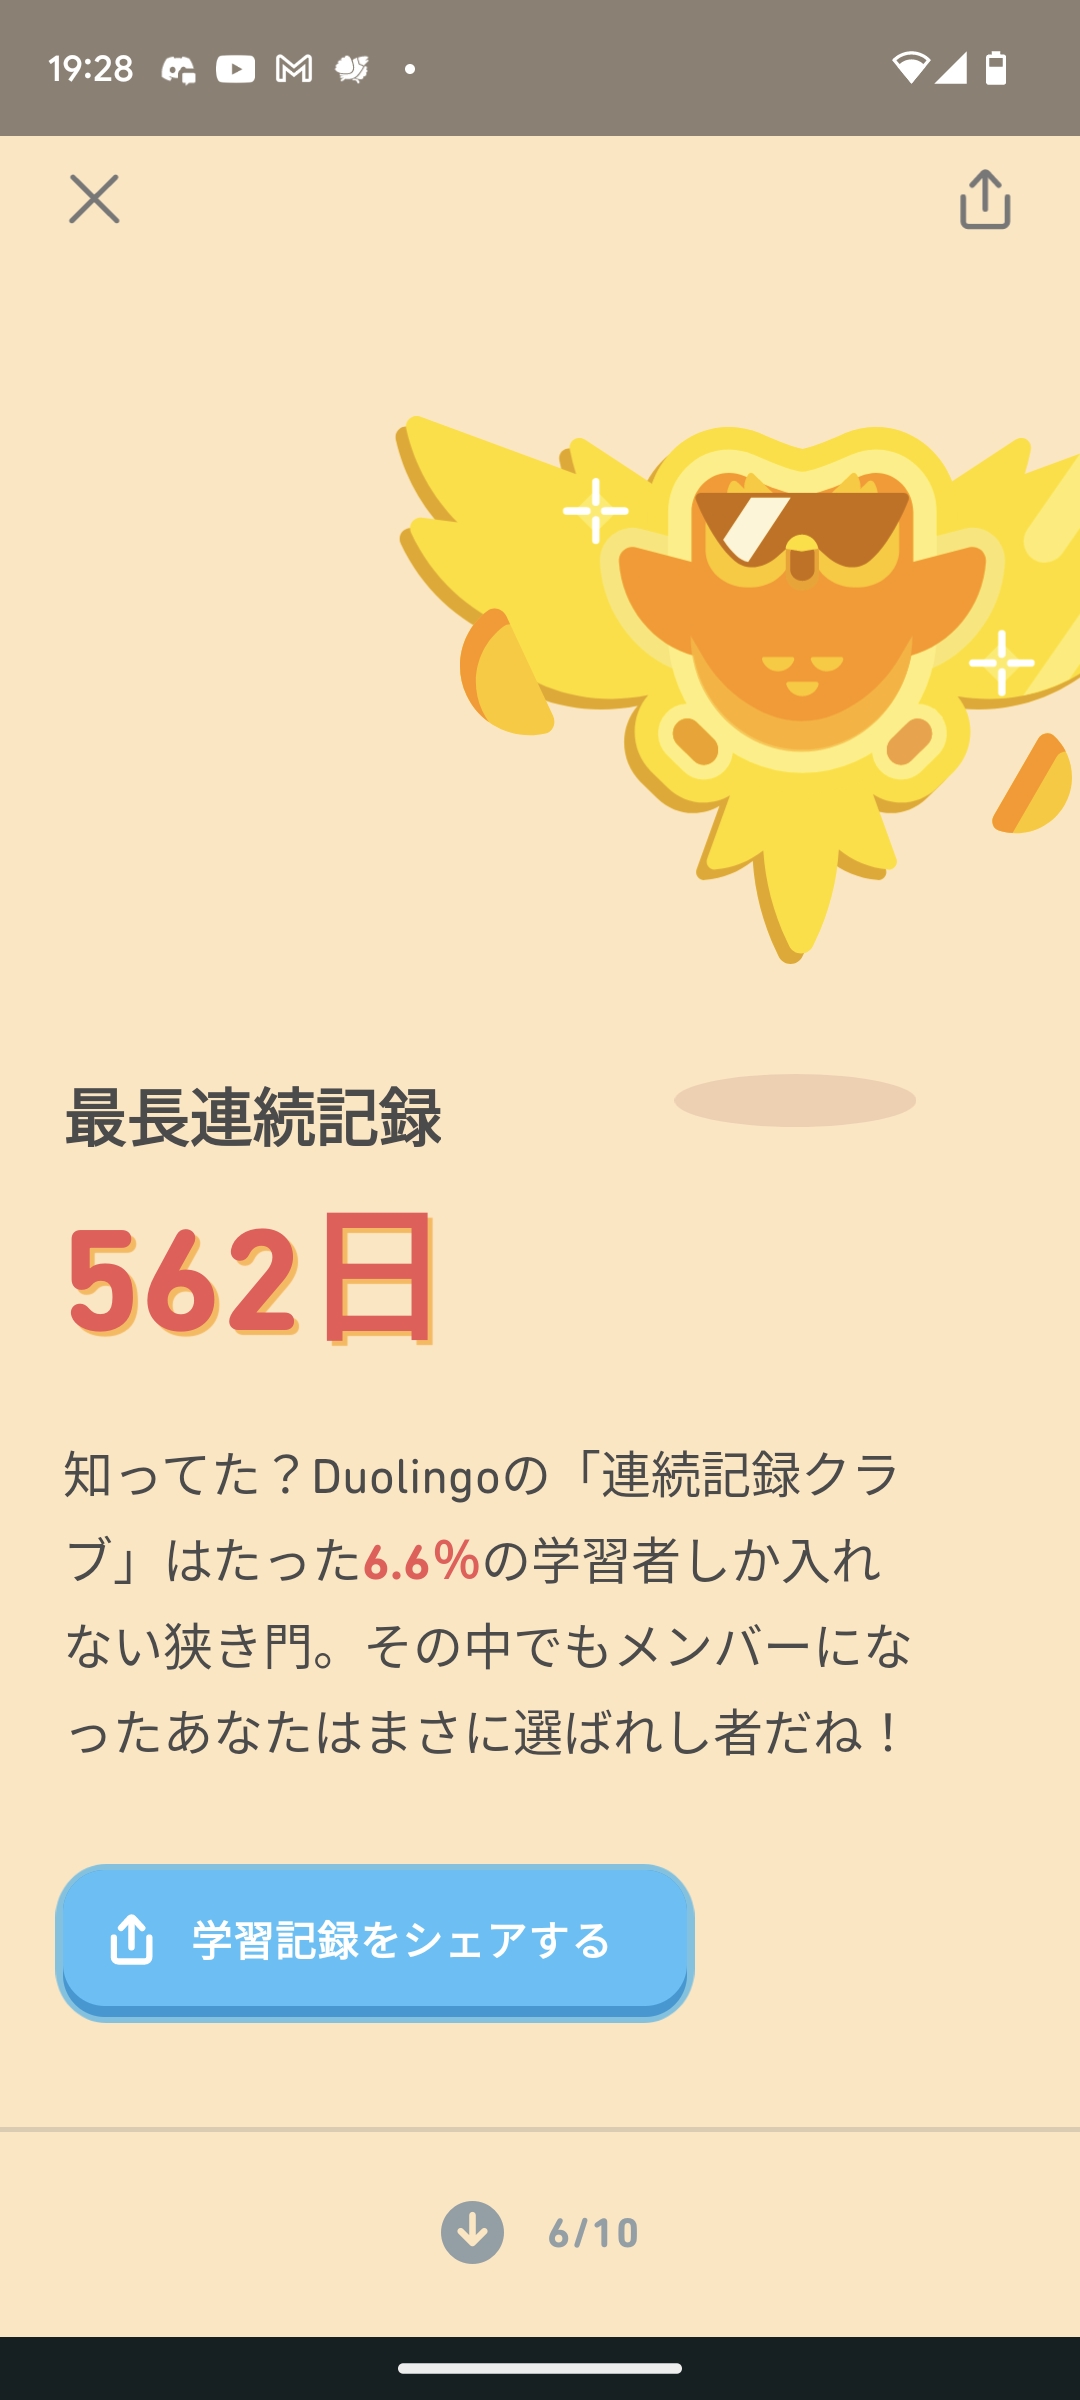 19:28
最長連続記録
562日
知ってた？Duolingoの「連続記録クラ
ブ」はたった6.6%の学習者しか入れ
ない狭き門。その中でもメンバーにな
ったあなたはまさに選ばれし者だね！
学習記録をシェアする
6/10